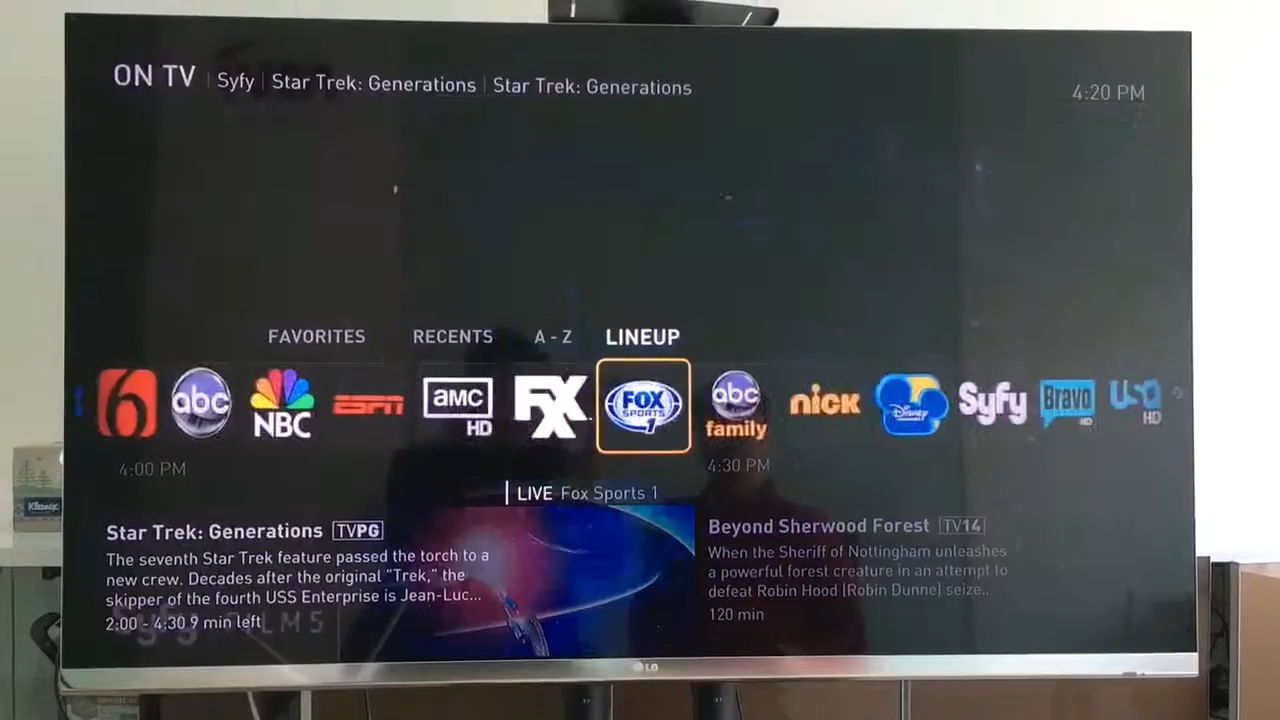 ON TV | Syfy | Star Trek: Generations | Star Trek: Generations
4:20 PM
FAVORITES RECENTS A - Z LINEUP
6 abc NBC ESPN aMC HD FX FOX SPORTS 1 abc family nick Disney Syfy Bravo HD USA HD
4:00 PM
4:30 PM
LIVE Fox Sports 1
Star Trek: Generations TVPG
The seventh Star Trek feature passed the torch to a
new crew. Decades after the original "Trek," the
skipper of the fourth USS Enterprise is Jean-Luc...
2:00 - 4:30 9 min left
Beyond Sherwood Forest TV14
When the Sheriff of Nottingham unleashes
a powerful forest creature in an attempt to
defeat Robin Hood [Robin Dunne] seize..
120 min
Syfy FILMS
LG
Kleenex